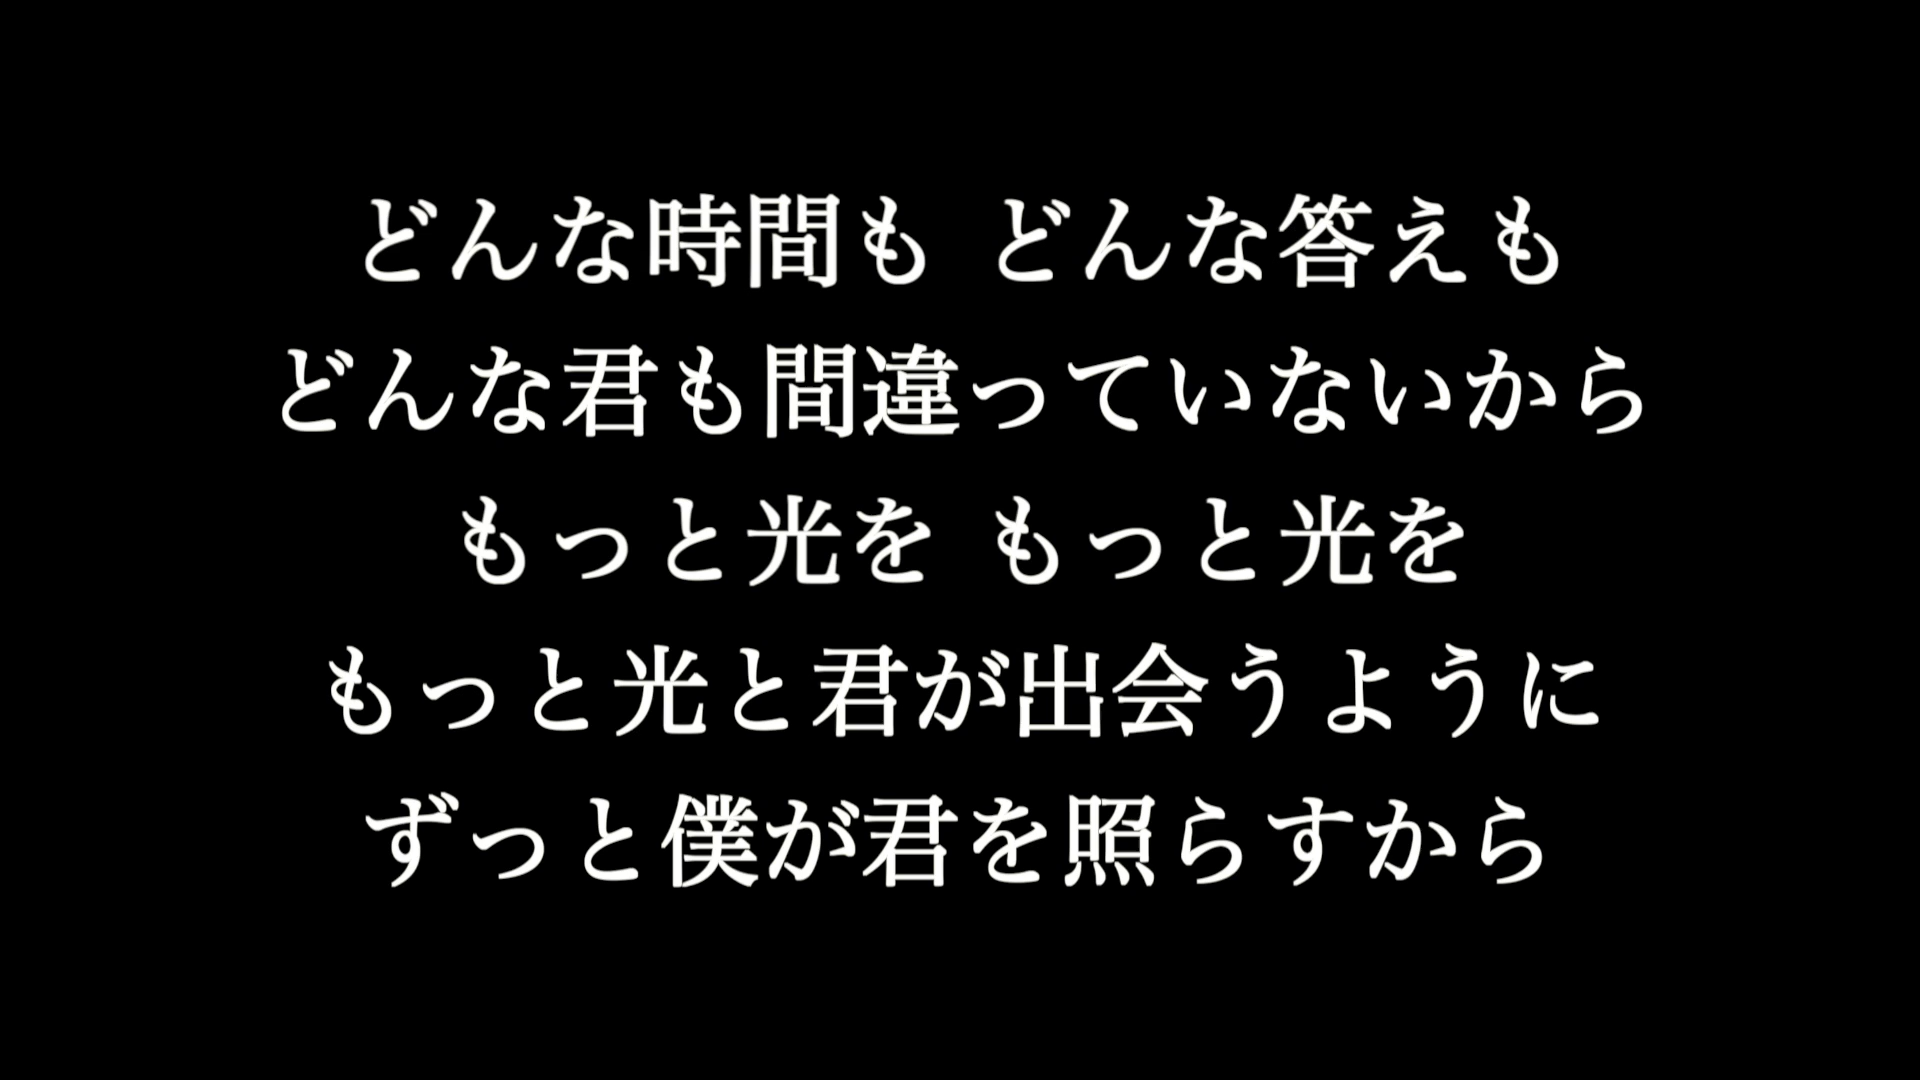 どんな時間も どんな答えも
どんな君も間違っていないから
もっと光を もっと光を
もっと光と君が出会うように
ずっと僕が君を照らすから